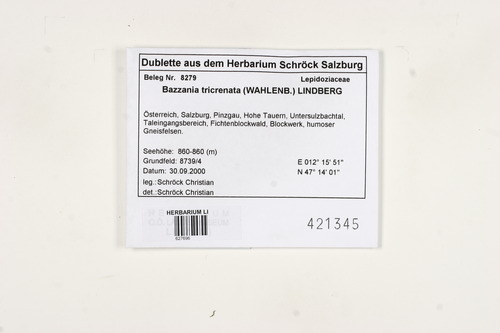 Dublette aus dem Herbarium Schröck Salzburg
Beleg Nr. 8279 Lepidoziaceae
Bazzania tricrenata (WAHLENB.) LINDBERG
Österreich, Salzburg, Pinzgau, Hohe Tauern, Untersulzbachtal,
Taleingangsbereich, Fichtenblockwald, Blockwerk, humoser
Gneisfelsen.
Seehöhe: 860-860 (m)
Grundfeld: 8739/4 E 012° 15' 51"
Datum: 30.09.2000 N 47° 14' 01"
leg.:Schröck Christian
det.:Schröck Christian
HERBARIUM LI
627696
421345